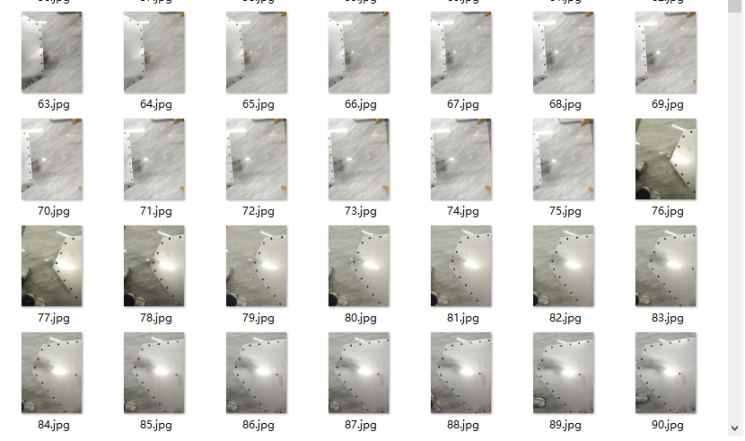 63.jpg 64.jpg 65.jpg 66.jpg 67.jpg 68.jpg 69.jpg
70.jpg 71.jpg 72.jpg 73.jpg 74.jpg 75.jpg 76.jpg
77.jpg 78.jpg 79.jpg 80.jpg 81.jpg 82.jpg 83.jpg
84.jpg 85.jpg 86.jpg 87.jpg 88.jpg 89.jpg 90.jpg